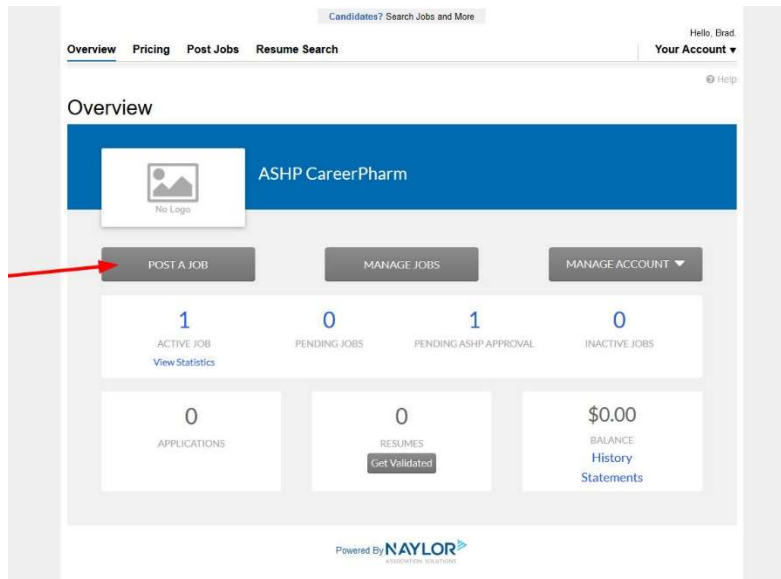 Candidates? Search Jobs and More
Hello, Brad.
Overview Pricing Post Jobs Resume Search Your Account ▾
Help
Overview
ASHP CareerPharm
No Logo
POST A JOB MANAGE JOBS MANAGE ACCOUNT ▼
1 0 1 0
ACTIVE JOB PENDING JOBS PENDING ASHP APPROVAL INACTIVE JOBS
View Statistics
0 0 $0.00
APPLICATIONS RESUMES BALANCE
Get Validated History
Statements
Powered By NAYLOR
ASSOCIATION SOLUTIONS